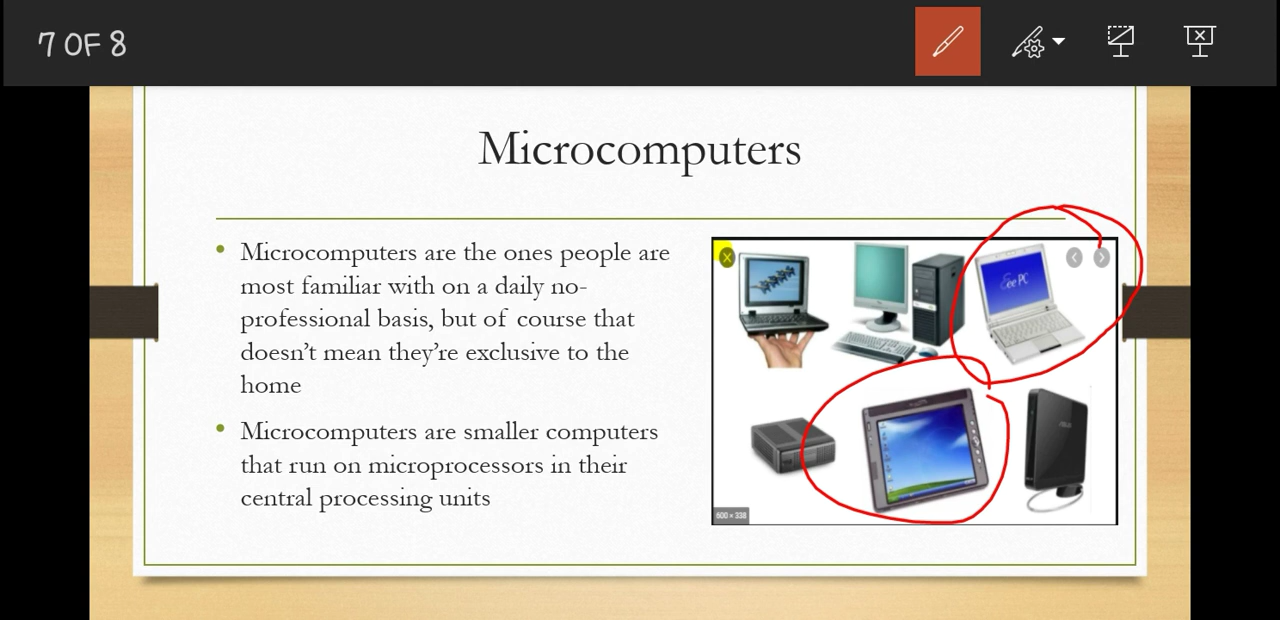 7 OF 8
Microcomputers
• Microcomputers are the ones people are
most familiar with on a daily no-
professional basis, but of course that
doesn't mean they're exclusive to the
home
• Microcomputers are smaller computers
that run on microprocessors in their
central processing units
Eee PC
ASUS
600 × 338